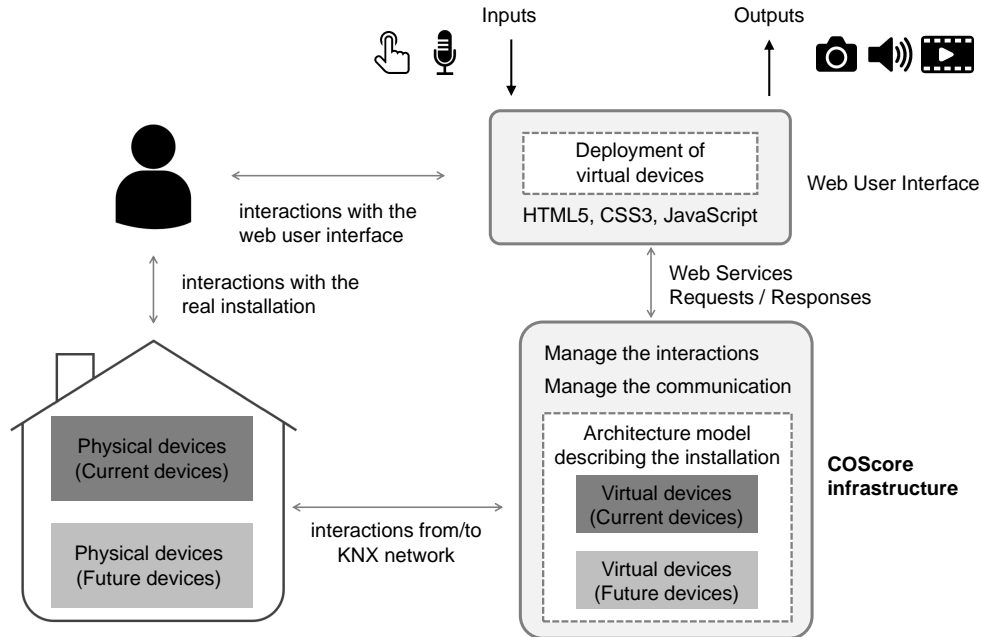 Inputs
Outputs
Deployment of
virtual devices
HTML5, CSS3, JavaScript
Web User Interface
interactions with the
web user interface
interactions with the
real installation
Web Services
Requests / Responses
Manage the interactions
Manage the communication
Architecture model
describing the installation
Virtual devices
(Current devices)
Virtual devices
(Future devices)
COScore
infrastructure
Physical devices
(Current devices)
Physical devices
(Future devices)
interactions from/to
KNX network